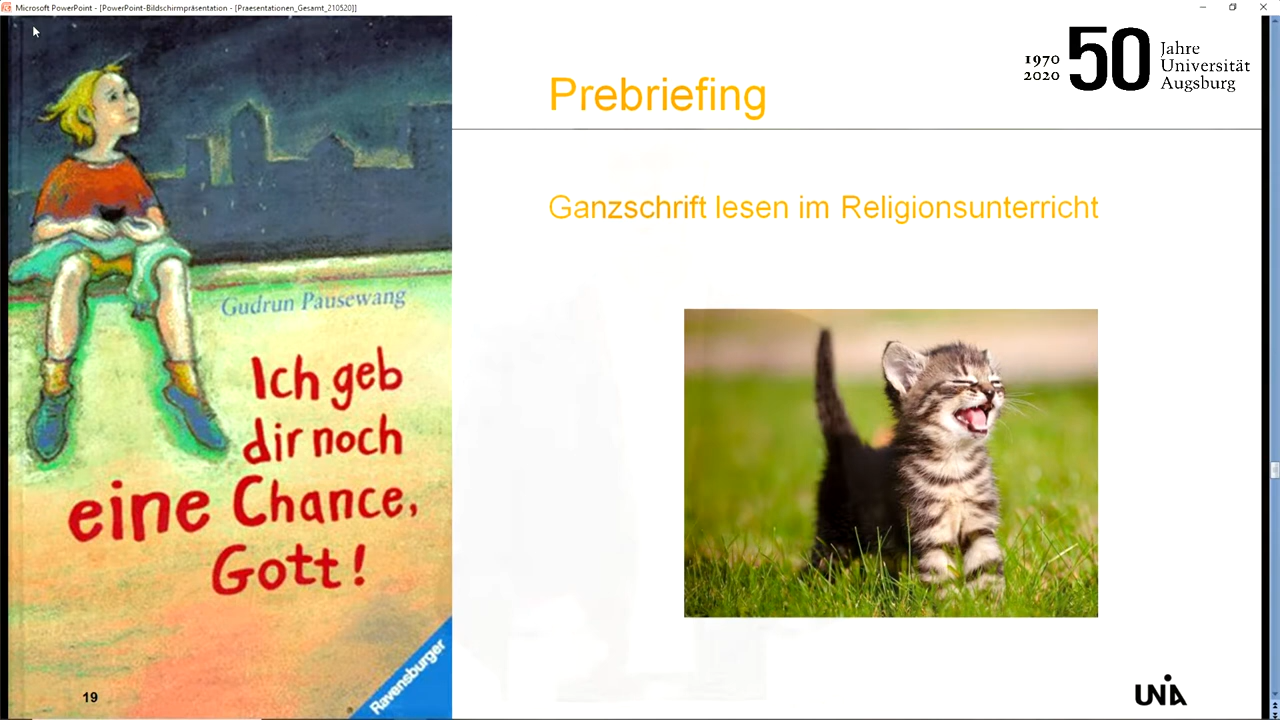 Microsoft PowerPoint - [PowerPoint-Bildschirmpräsentation - [Praesentationen_Gesamt_210520]]
1970
2020
50
Jahre
Universität
Augsburg
Prebriefing
Ganzschrift lesen im Religionsunterricht
Gudrun Pausewang
Ich geb
dir noch
eine Chance,
Gott!
Ravensburger
19
UNIA